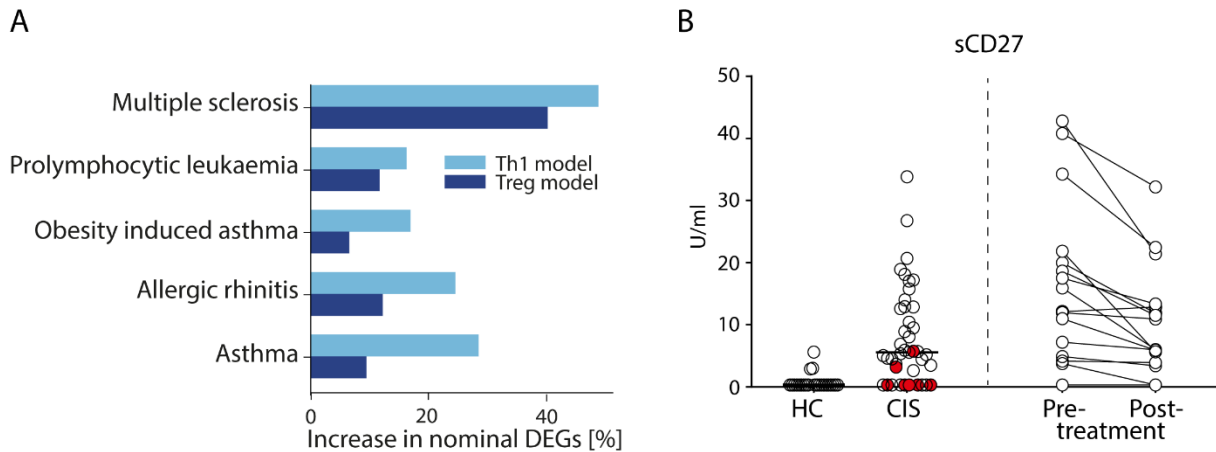 A
Multiple sclerosis
Prolymphocytic leukaemia
Obesity induced asthma
Allergic rhinitis
Asthma
Th1 model
Treg model
0
20
40
Increase in nominal DEGs [%]
B
sCD27
U/ml
50
40
30
20
10
0
HC
CIS
Pre- Post-
treatment